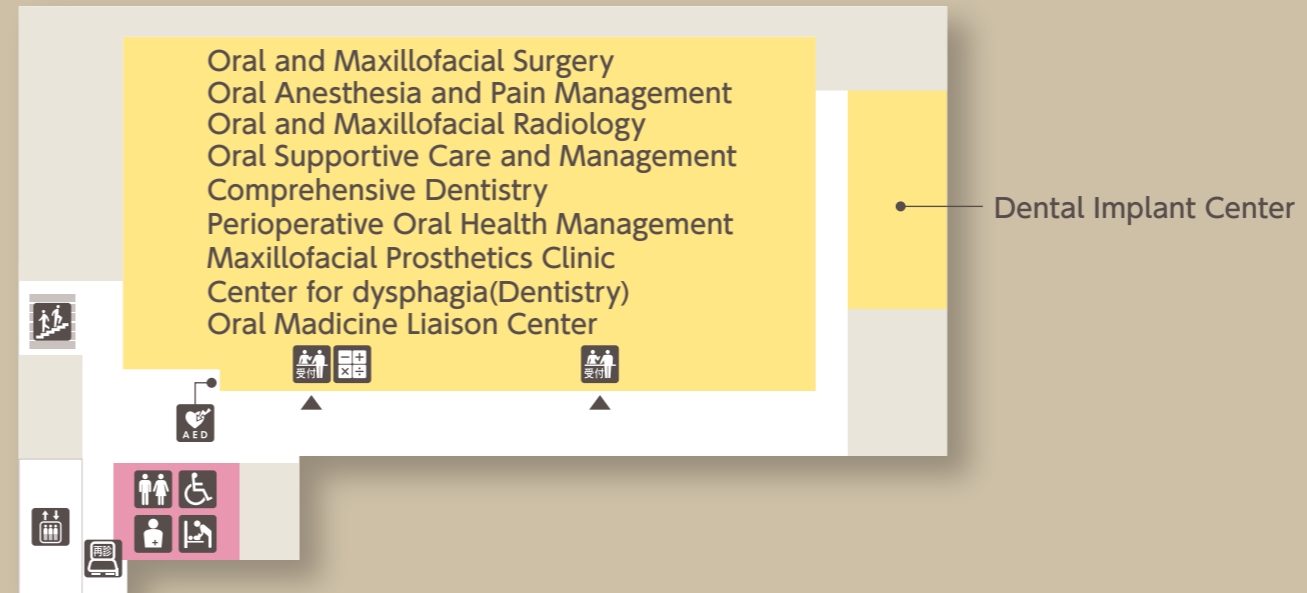 Oral and Maxillofacial Surgery
Oral Anesthesia and Pain Management
Oral and Maxillofacial Radiology
Oral Supportive Care and Management
Comprehensive Dentistry
Perioperative Oral Health Management
Maxillofacial Prosthetics Clinic
Center for dysphagia(Dentistry)
Oral Madicine Liaison Center
Dental Implant Center
受付
受付
AED
再診